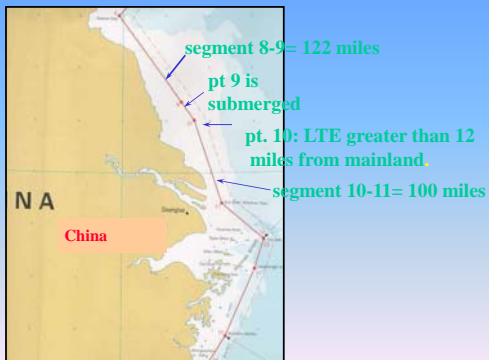 segment 8-9= 122 miles
pt 9 is
submerged
pt. 10: LTE greater than 12
miles from mainland.
segment 10-11= 100 miles
N A
Shanghai
China